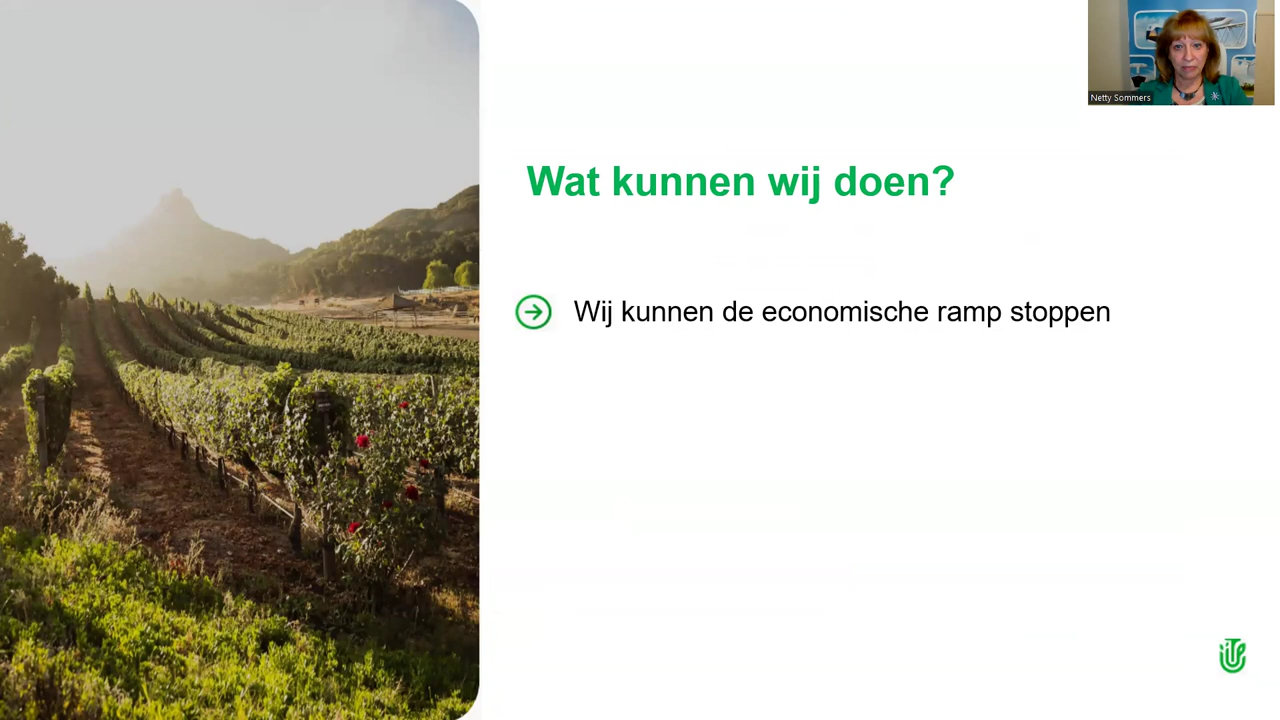 Netty Sommers
Wat kunnen wij doen?
Wij kunnen de economische ramp stoppen